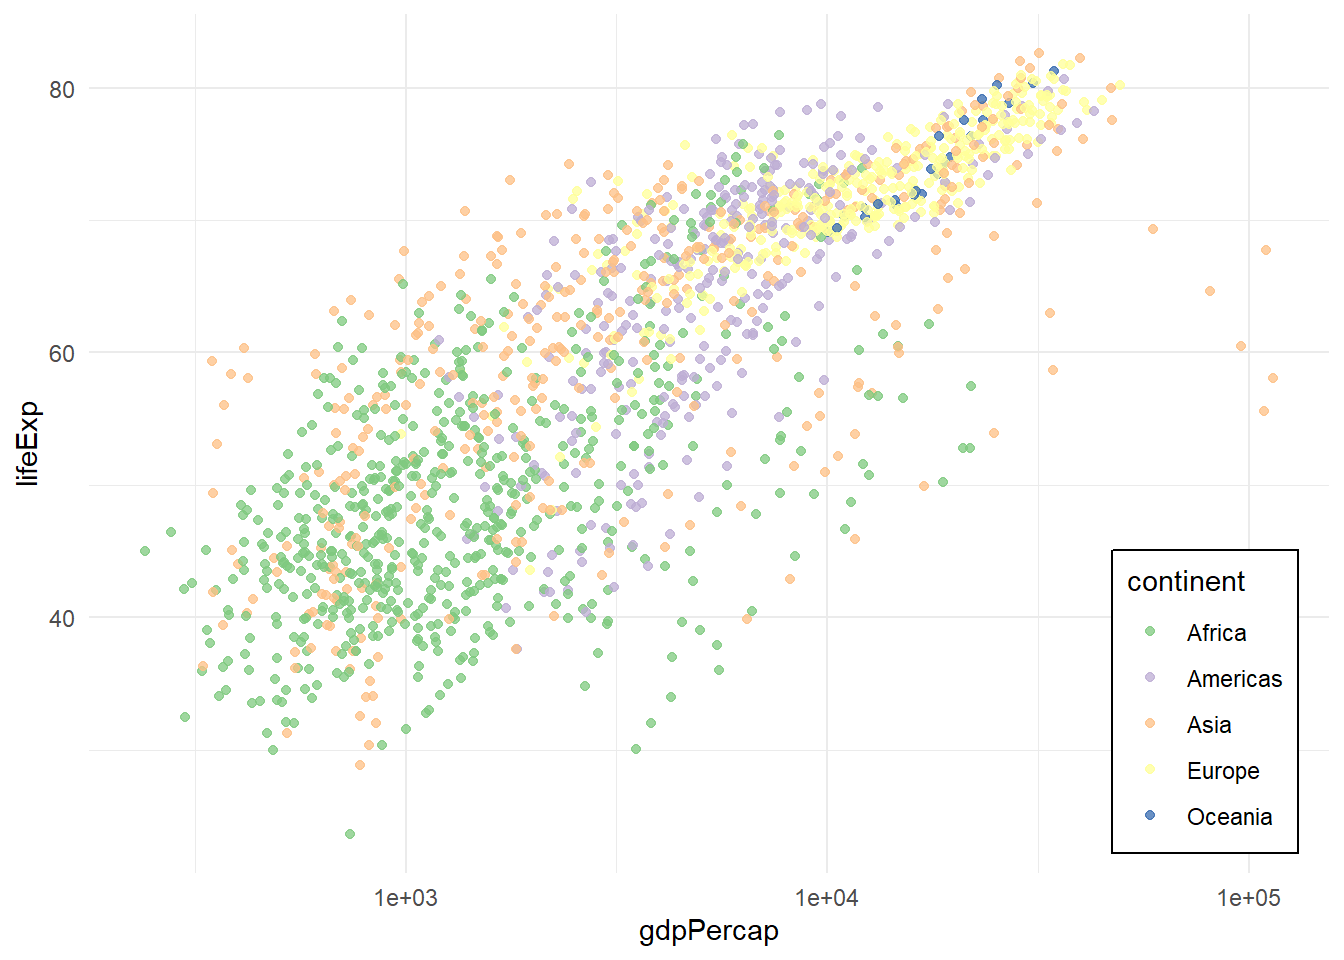 80
60
40
lifeExp
1e+03
1e+04
1e+05
gdpPercap
continent
Africa
Americas
Asia
Europe
Oceania